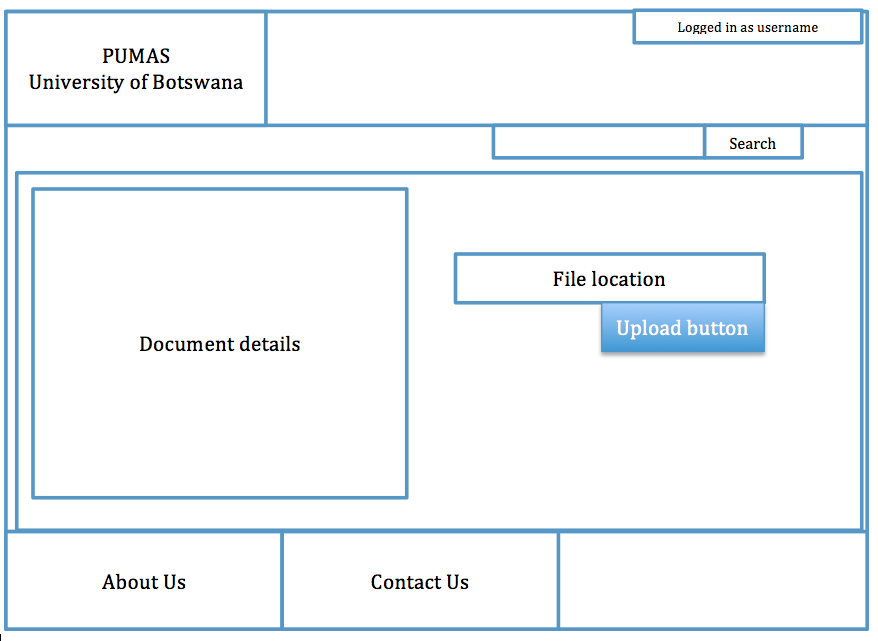 Logged in as username
PUMAS
University of Botswana
Search
File location
Upload button
Document details
About Us
Contact Us